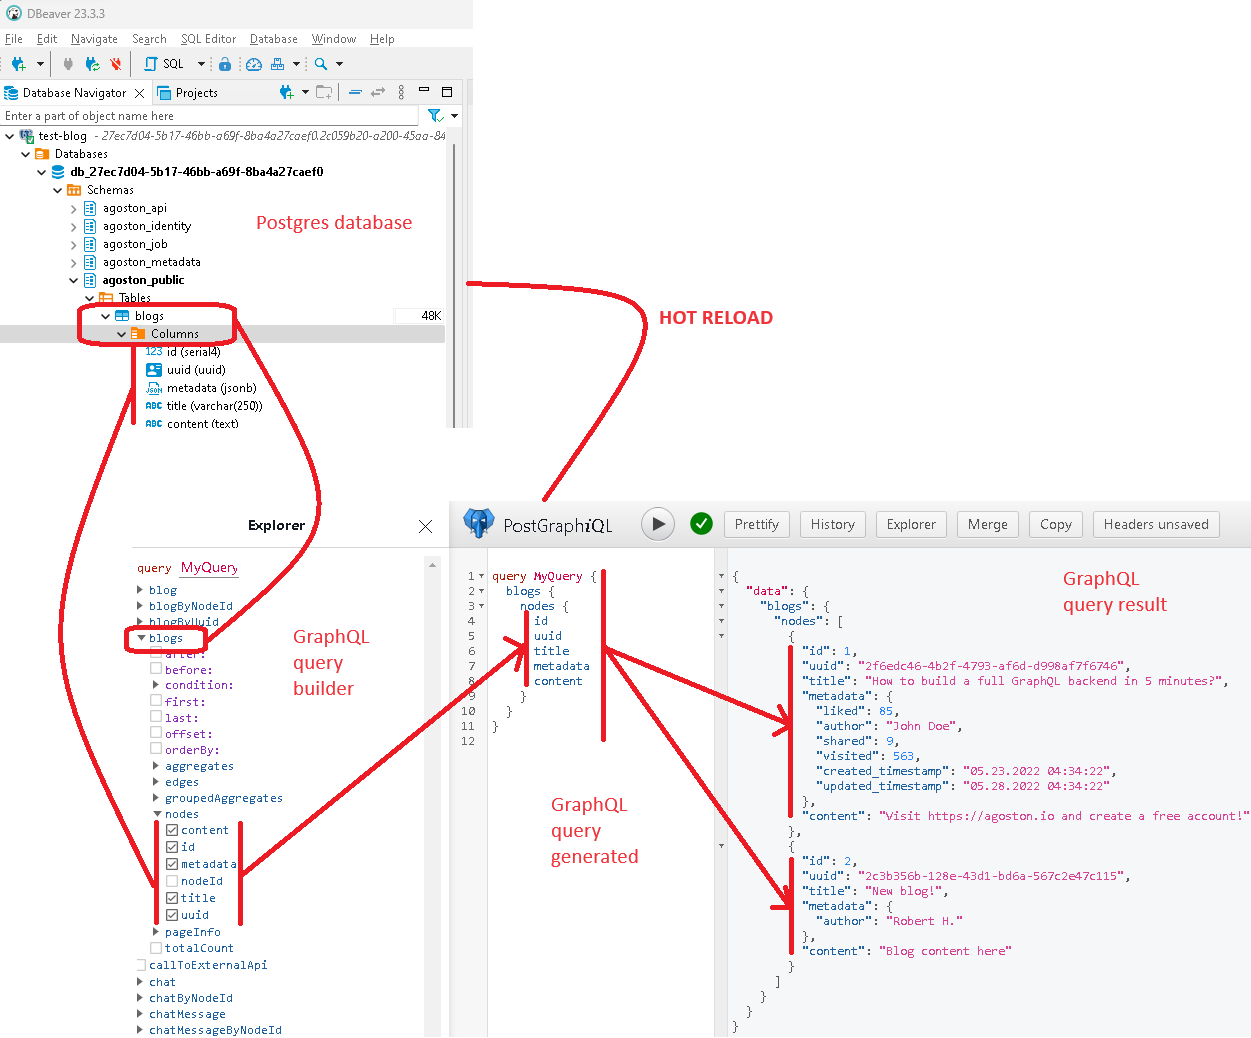 DBeaver 23.3.3
File Edit Navigate Search SQL Editor Database Window Help
SQL
Database Navigator Projects
Enter a part of object name here
test-blog - 27ec7d04-5b17-46bb-a69f-8ba4a27caef0.2c059b20-a200-45aa-84
Databases
db_27ec7d04-5b17-46bb-a69f-8ba4a27caef0
Schemas
agoston_api
agoston_identity
agoston_job
agoston_metadata
agoston_public
Tables
blogs 48K
Columns
123 id (serial4)
uuid (uuid)
JSON metadata (jsonb)
ABC title (varchar(250))
ABC content (text)
Postgres database
HOT RELOAD
Explorer
query MyQuery
blog
blogByNodeId
blogByUuid
blogs
after:
before:
condition:
first:
last:
offset:
orderBy:
aggregates
edges
groupedAggregates
nodes
content
id
metadata
nodeId
title
uuid
pageInfo
totalCount
callToExternalApi
chat
chatByNodeId
chatMessage
chatMessageByNodeId
GraphQL
query
builder
PostGraphiQL
Prettify History Explorer Merge Copy Headers unsaved
1 query MyQuery {
2 blogs {
3 nodes {
4 id
5 uuid
6 title
7 metadata
8 content
9 }
10 }
11 }
12
GraphQL
query
generated
{
"data": {
"blogs": {
"nodes": [
{
"id": 1,
"uuid": "2f6edc46-4b2f-4793-af6d-d998af7f6746",
"title": "How to build a full GraphQL backend in 5 minutes?",
"metadata": {
"liked": 85,
"author": "John Doe",
"shared": 9,
"visited": 563,
"created_timestamp": "05.23.2022 04:34:22",
"updated_timestamp": "05.28.2022 04:34:22"
},
"content": "Visit https://agoston.io and create a free account!"
},
{
"id": 2,
"uuid": "2c3b356b-128e-43d1-bd6a-567c2e47c115",
"title": "New blog!",
"metadata": {
"author": "Robert H."
},
"content": "Blog content here"
}
]
}
}
}
GraphQL
query result